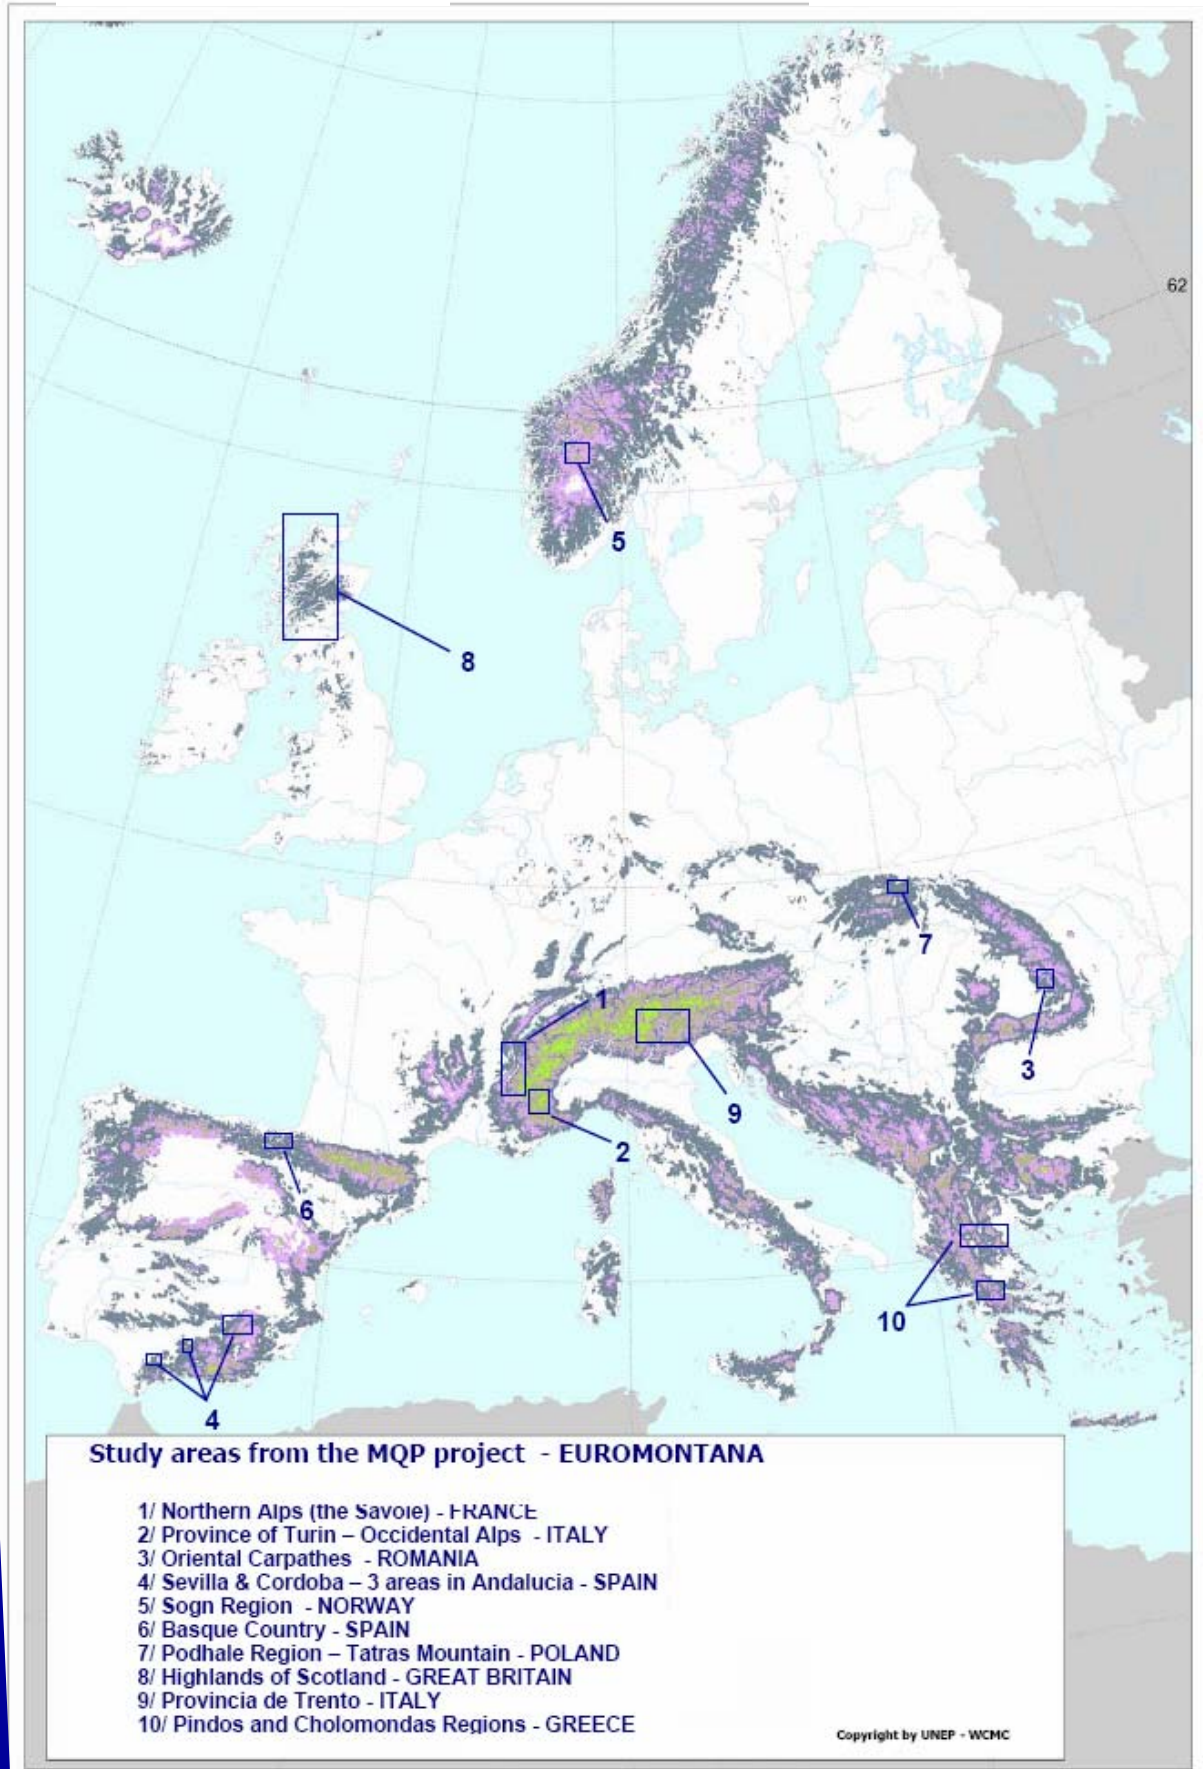 62
5
8
7
1
3
9
2
6
10
4
Study areas from the MQP project - EUROMONTANA
1/ Northern Alps (the Savoie) - FRANCE
2/ Province of Turin – Occidental Alps - ITALY
3/ Oriental Carpathes - ROMANIA
4/ Sevilla & Cordoba – 3 areas in Andalucia - SPAIN
5/ Sogn Region - NORWAY
6/ Basque Country - SPAIN
7/ Podhale Region – Tatras Mountain - POLAND
8/ Highlands of Scotland - GREAT BRITAIN
9/ Provincia de Trento - ITALY
10/ Pindos and Cholomondas Regions - GREECE
Copyright by UNEP - WCMC